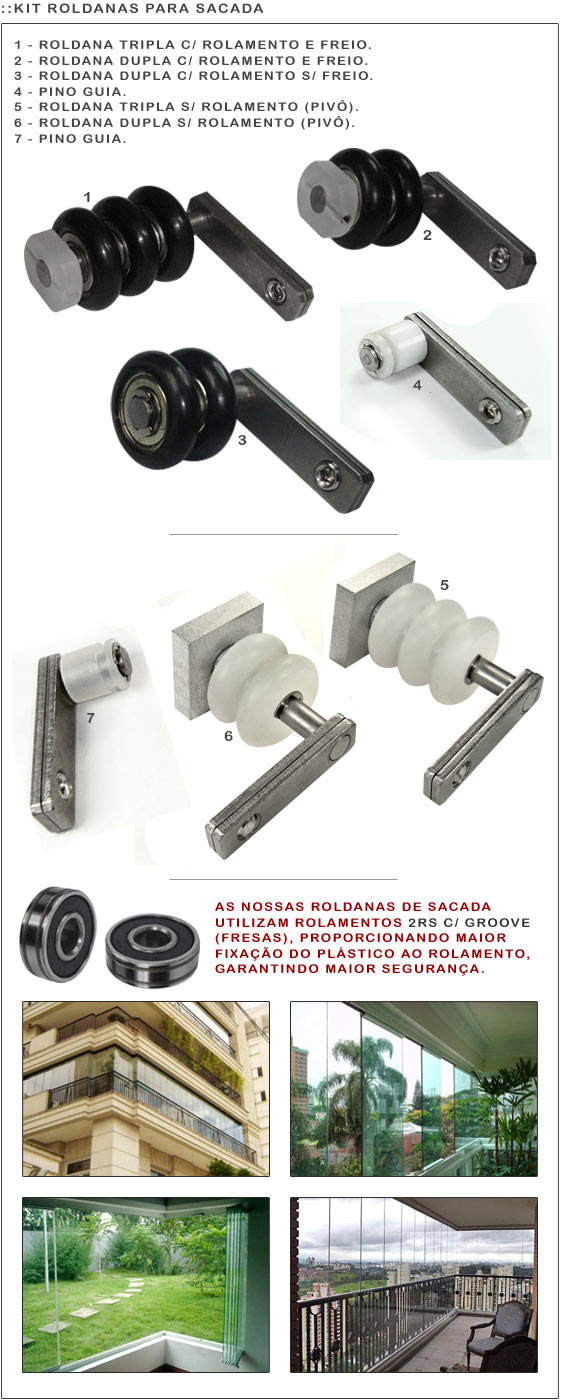 ::KIT ROLDANAS PARA SACADA
1 - ROLDANA TRIPLA C/ ROLAMENTO E FREIO.
2 - ROLDANA DUPLA C/ ROLAMENTO E FREIO.
3 - ROLDANA DUPLA C/ ROLAMENTO S/ FREIO.
4 - PINO GUIA.
5 - ROLDANA TRIPLA S/ ROLAMENTO (PIVÔ).
6 - ROLDANA DUPLA S/ ROLAMENTO (PIVÔ).
7 - PINO GUIA.
1
2
3
4
5
6
7
AS NOSSAS ROLDANAS DE SACADA
UTILIZAM ROLAMENTOS 2RS C/ GROOVE
(FRESAS), PROPORCIONANDO MAIOR
FIXAÇÃO DO PLÁSTICO AO ROLAMENTO,
GARANTINDO MAIOR SEGURANÇA.